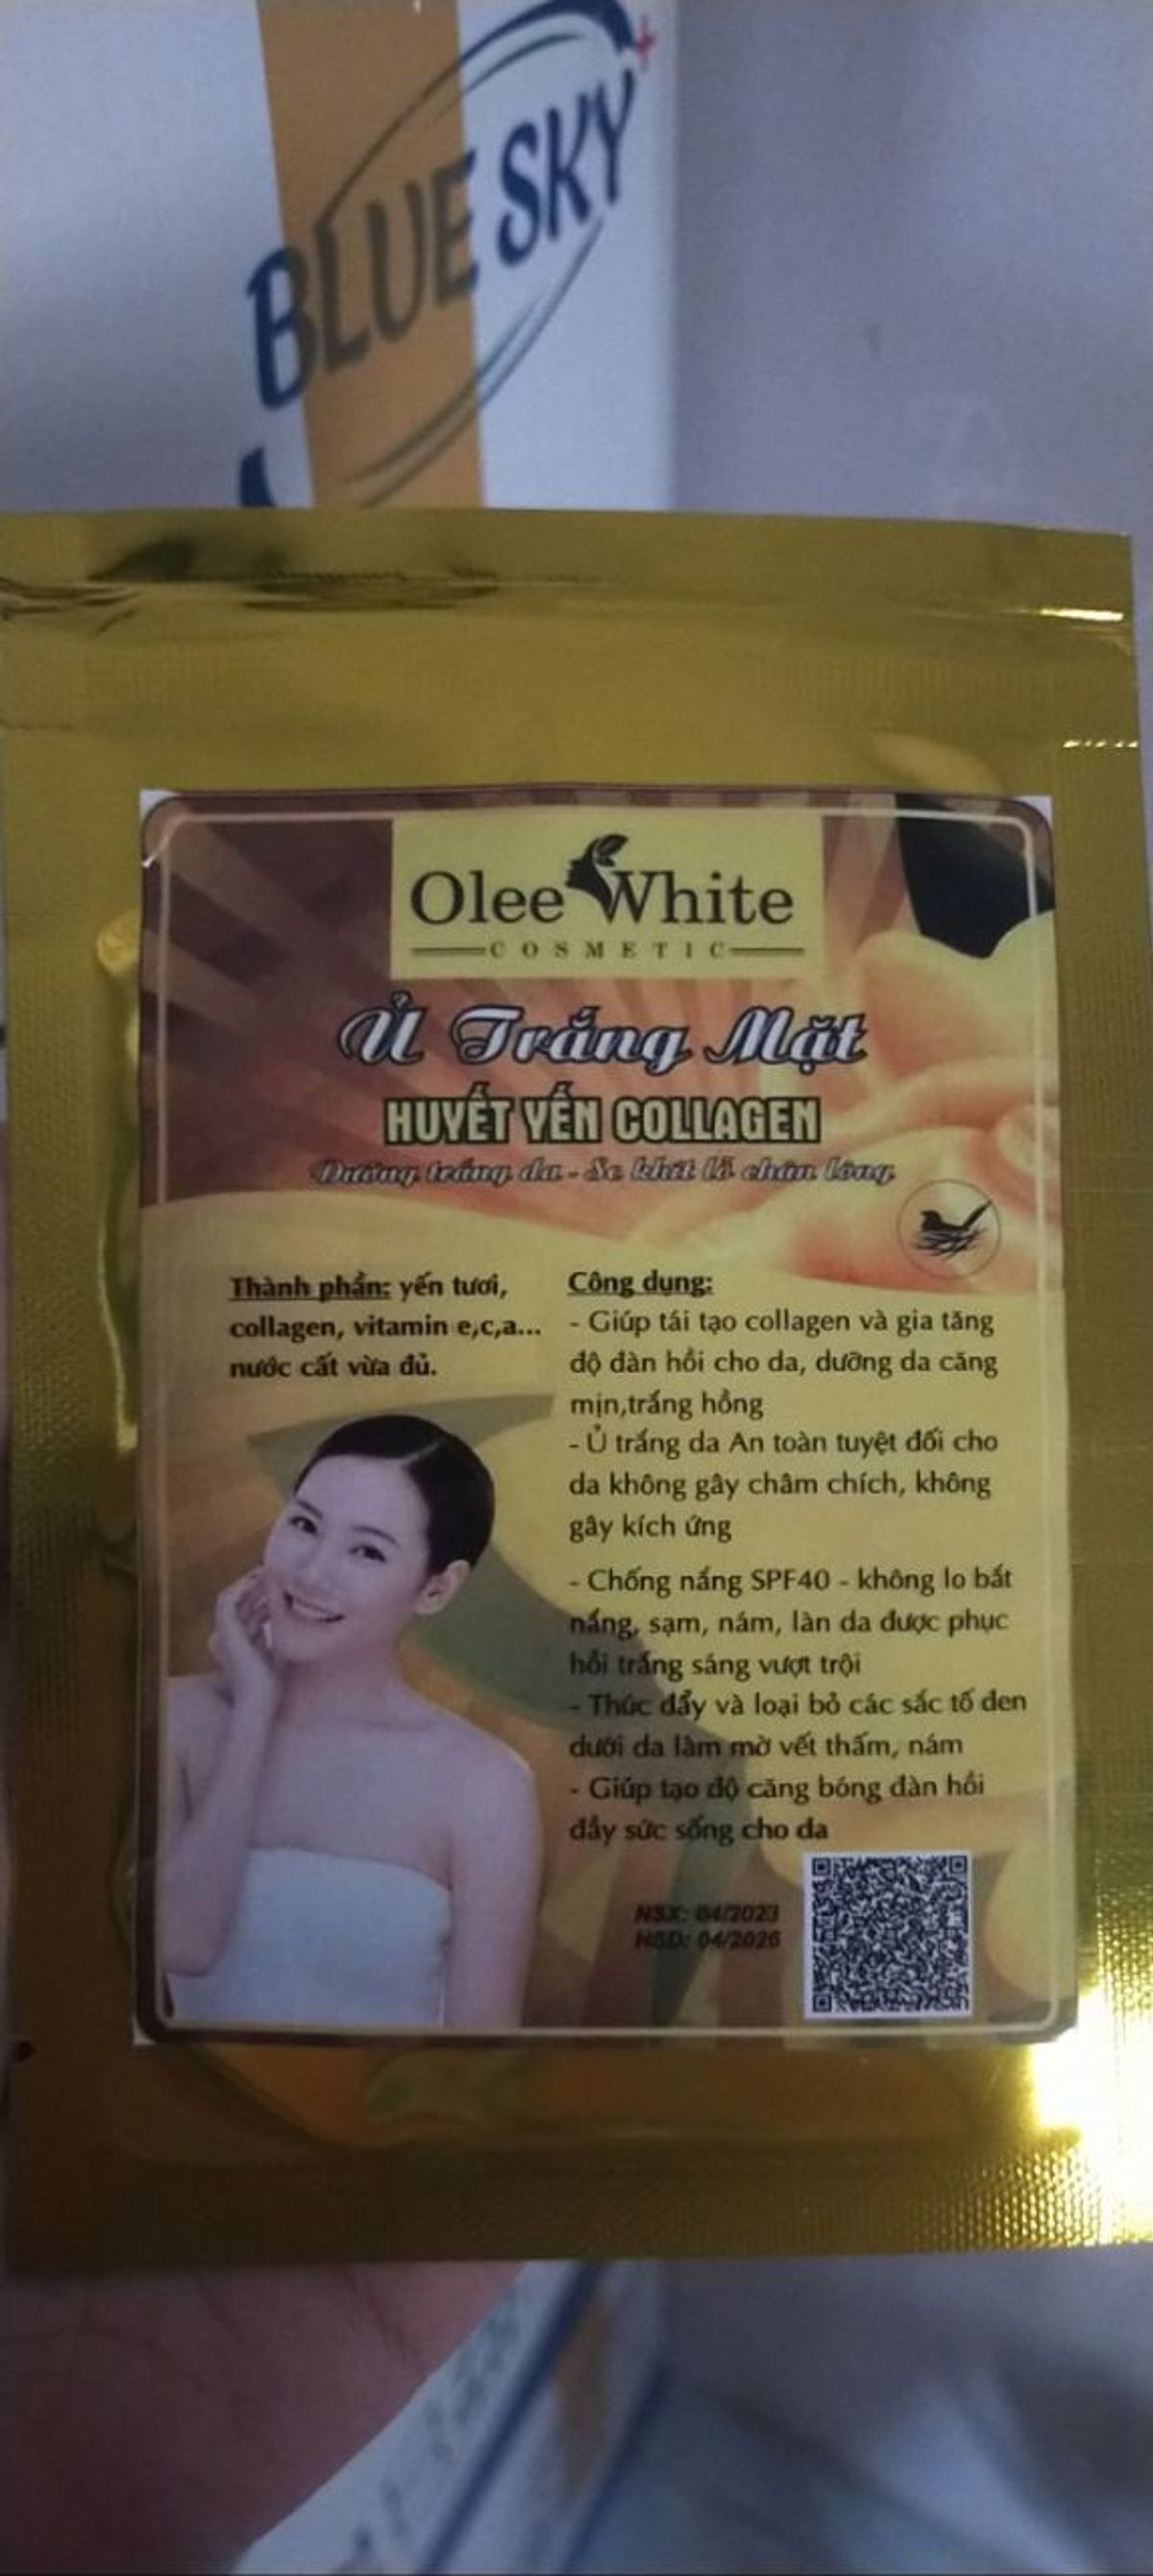 BLUE SKY+
Olee White
COSMETIC
Ủ Trắng Mặt
HUYẾT YẾN COLLAGEN
Dưỡng trắng da - Se khít lỗ chân lông
Thành phần: yến tươi,
collagen, vitamin e,c,a...
nước cất vừa đủ.
Công dụng:
- Giúp tái tạo collagen và gia tăng
độ đàn hồi cho da, dưỡng da căng
mịn,trắng hồng
- Ủ trắng da An toàn tuyệt đối cho
da không gây châm chích, không
gây kích ứng
- Chống nắng SPF40 - không lo bắt
nắng, sạm, nám, làn da được phục
hồi trắng sáng vượt trội
- Thúc đẩy và loại bỏ các sắc tố đen
dưới da làm mờ vết thấm, nám
- Giúp tạo độ căng bóng đàn hồi
đầy sức sống cho da
NSX: 04/2023
HSD: 04/2026